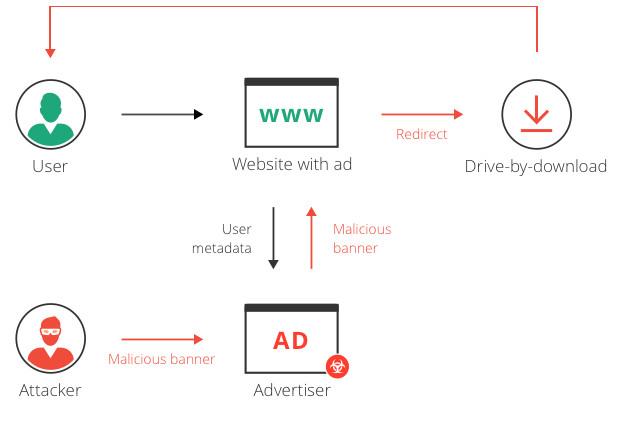 www
Redirect
User
Website with ad
Drive-by-download
User
metadata
Malicious
banner
AD
Malicious banner
Attacker
Advertiser